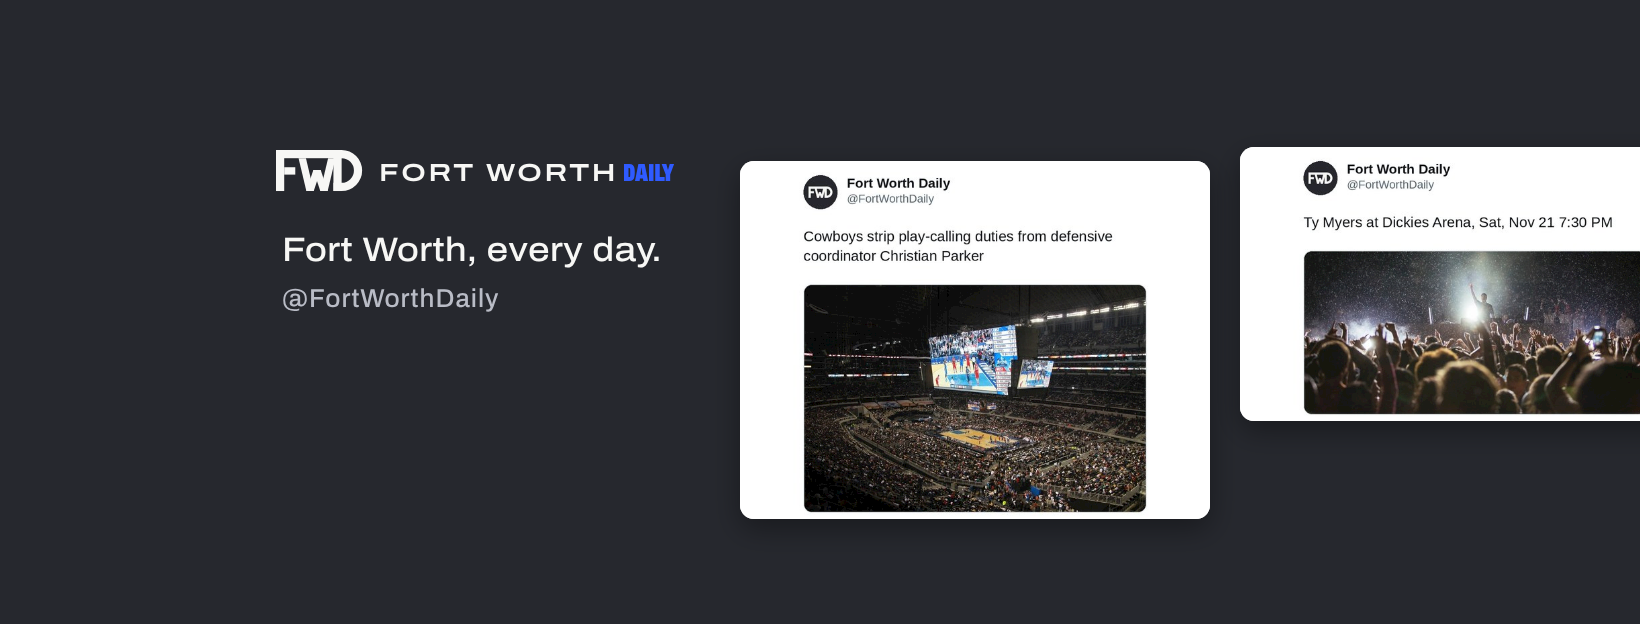 FWD FORT WORTH DAILY
Fort Worth, every day.
@FortWorthDaily
FWD
Fort Worth Daily
@FortWorthDaily
Cowboys strip play-calling duties from defensive
coordinator Christian Parker
FWD
Fort Worth Daily
@FortWorthDaily
Ty Myers at Dickies Arena, Sat, Nov 21 7:30 PM